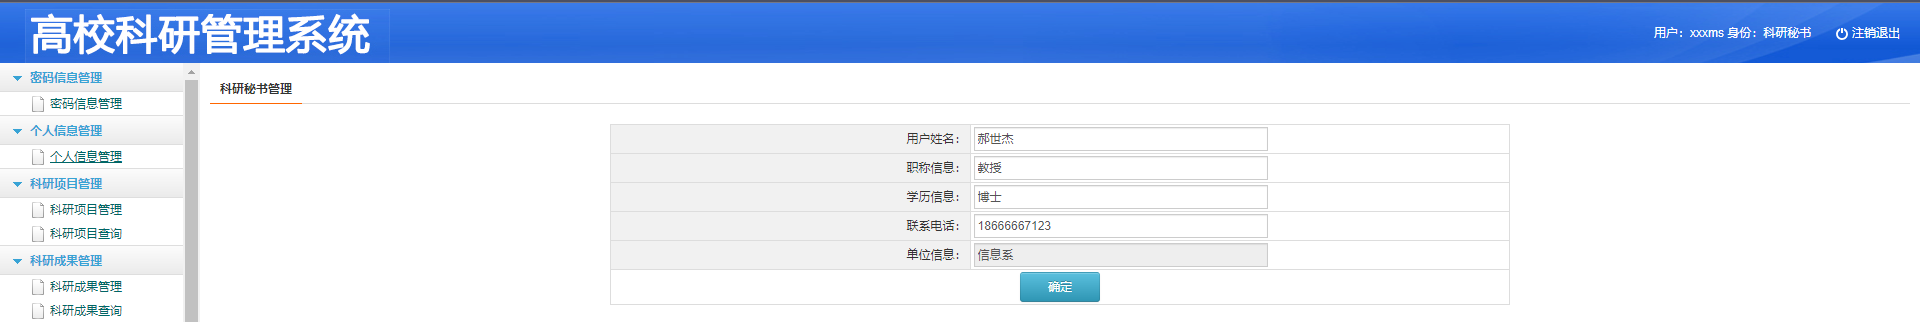 高校科研管理系统
用户：xxxms 身份：科研秘书 注销退出
密码信息管理
密码信息管理
个人信息管理
个人信息管理
科研项目管理
科研项目管理
科研项目查询
科研成果管理
科研成果管理
科研成果查询
科研秘书管理
用户姓名： 郝世杰
职称信息： 教授
学历信息： 博士
联系电话： 18666667123
单位信息： 信息系
确定